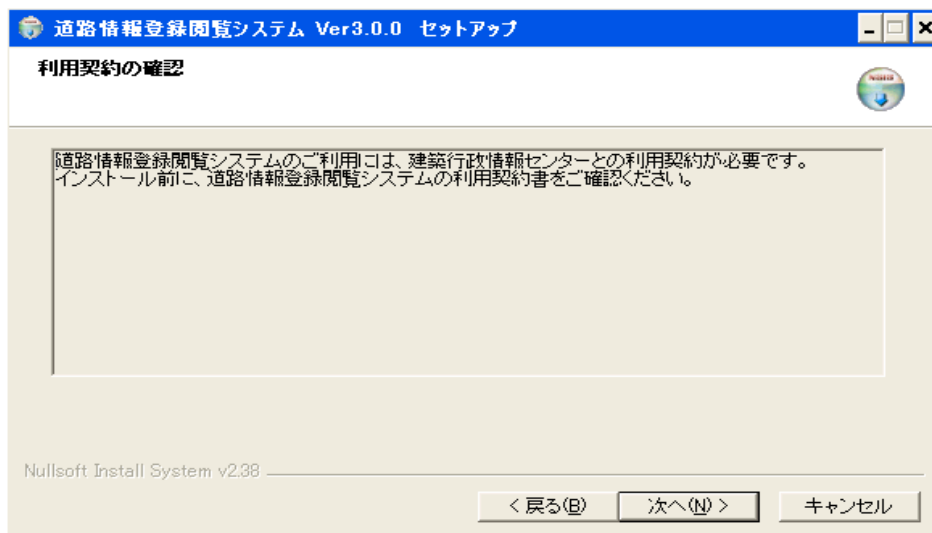 道路情報登録閲覧システム Ver3.0.0 セットアップ
利用契約の確認
道路情報登録閲覧システムのご利用には、建築行政情報センターとの利用契約が必要です。
インストール前に、道路情報登録閲覧システムの利用契約書をご確認ください。
Nullsoft Install System v2.38
< 戻る(B)
次へ(N) >
キャンセル